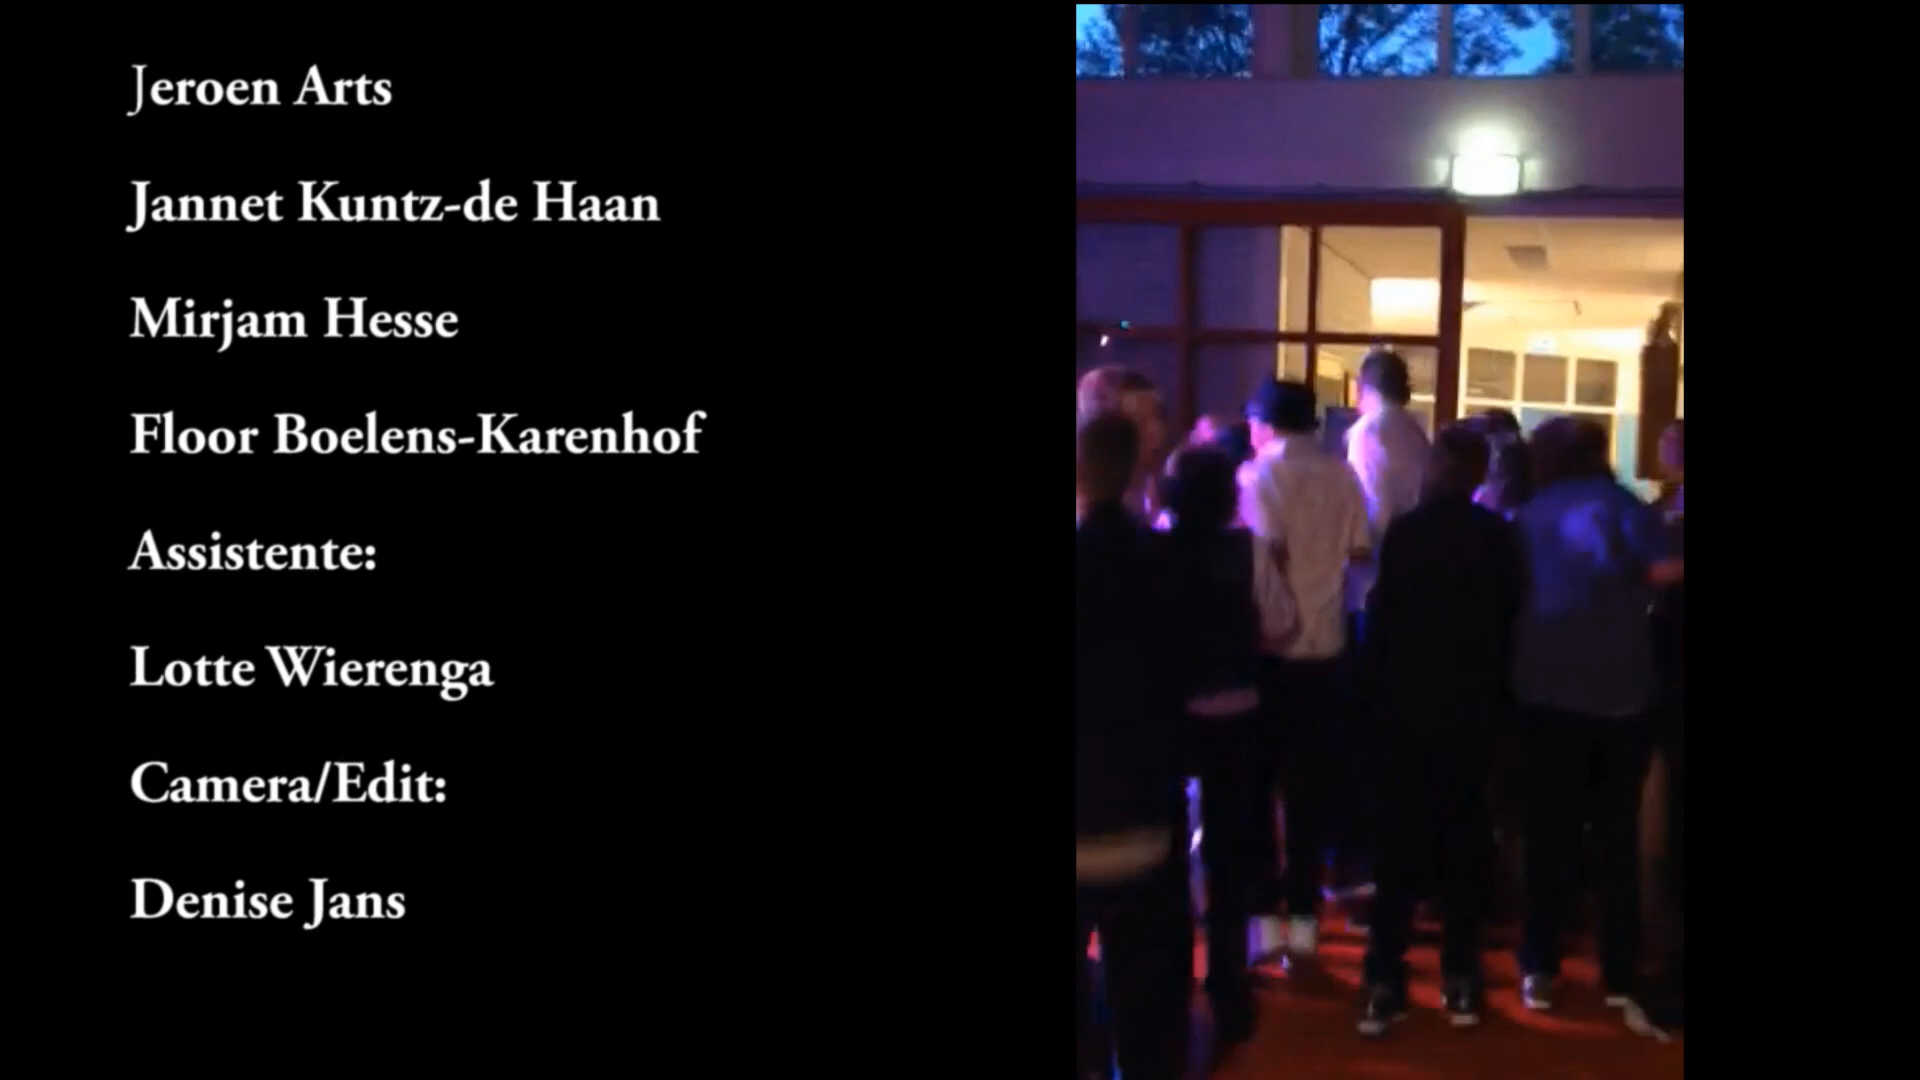 Jeroen Arts
Jannet Kuntz-de Haan
Mirjam Hesse
Floor Boelens-Karenhof
Assistente:
Lotte Wierenga
Camera/Edit:
Denise Jans